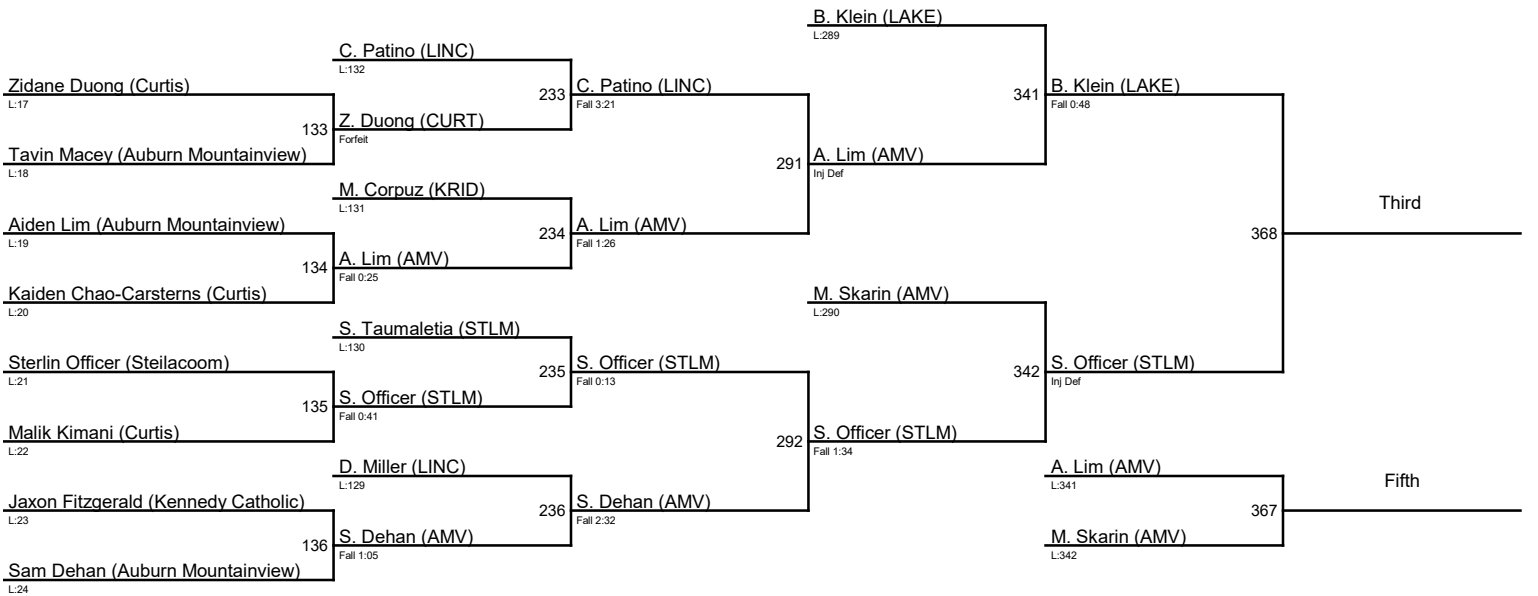 B. Klein (LAKE)
L:289
C. Patino (LINC)
L:132
Zidane Duong (Curtis)
L:17
233
C. Patino (LINC)
Fall 3:21
341
B. Klein (LAKE)
Fall 0:48
133
Z. Duong (CURT)
Forfeit
Tavin Macey (Auburn Mountainview)
L:18
291
A. Lim (AMV)
Inj Def
M. Corpuz (KRID)
L:131
Third
Aiden Lim (Auburn Mountainview)
L:19
234
A. Lim (AMV)
Fall 1:26
368
134
A. Lim (AMV)
Fall 0:25
Kaiden Chao-Carsterns (Curtis)
L:20
M. Skarin (AMV)
L:290
S. Taumaletia (STLM)
L:130
Sterlin Officer (Steilacoom)
L:21
235
S. Officer (STLM)
Fall 0:13
342
S. Officer (STLM)
Inj Def
135
S. Officer (STLM)
Fall 0:41
Malik Kimani (Curtis)
L:22
292
S. Officer (STLM)
Fall 1:34
D. Miller (LINC)
L:129
A. Lim (AMV)
L:341
Fifth
Jaxon Fitzgerald (Kennedy Catholic)
L:23
236
S. Dehan (AMV)
Fall 2:32
367
136
S. Dehan (AMV)
Fall 1:05
M. Skarin (AMV)
L:342
Sam Dehan (Auburn Mountainview)
L:24